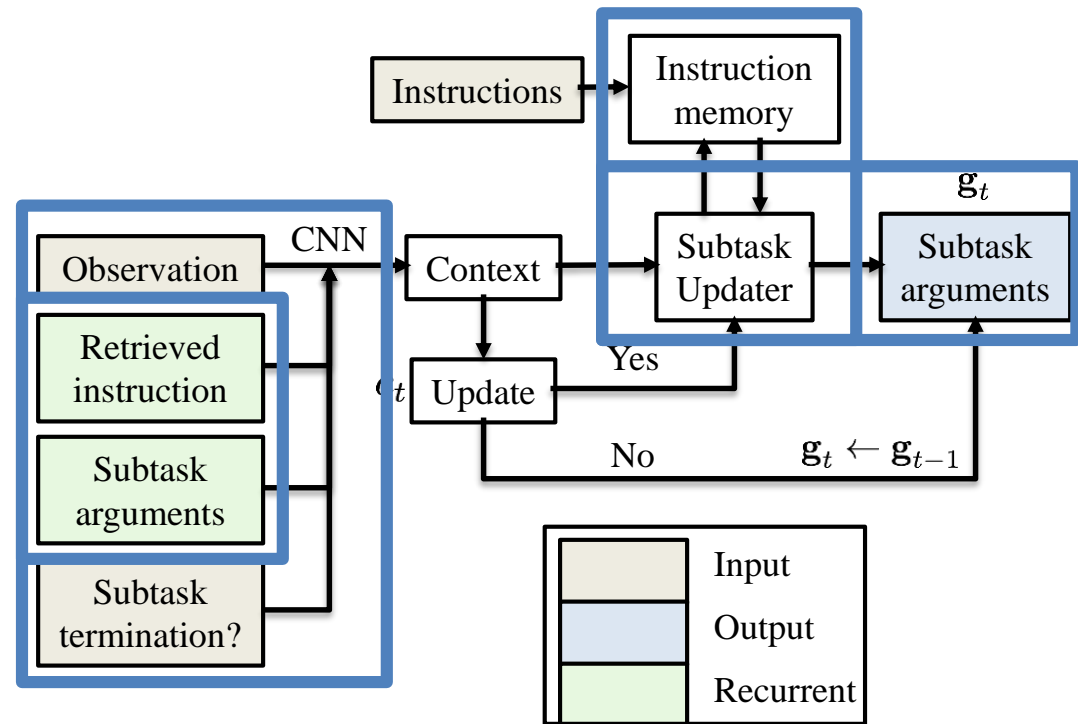 Instructions
Instruction
memory
g_t
CNN
Observation
Context
Subtask
Updater
Subtask
arguments
Retrieved
instruction
Update
Yes
Subtask
arguments
No
g_t ← g_{t−1}
Subtask
termination?
Input
Output
Recurrent